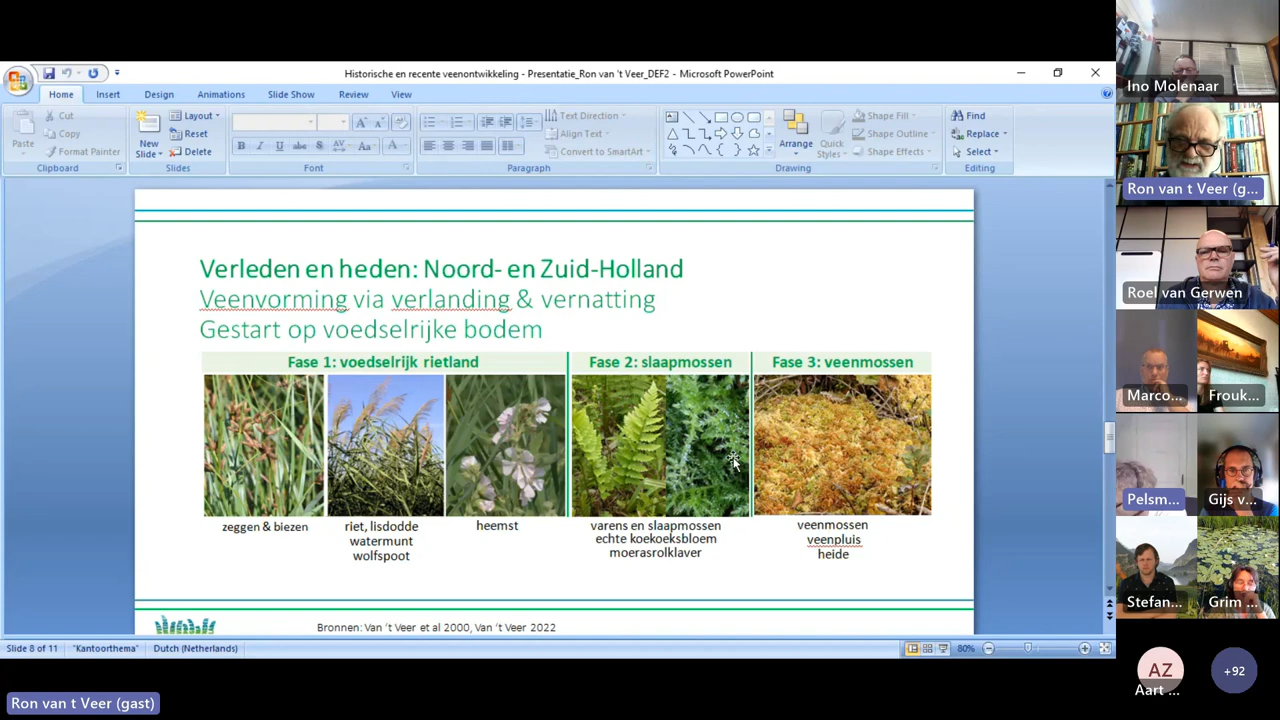 Historische en recente veenontwikkeling - Presentatie_Ron van 't Veer_DEF2 - Microsoft PowerPoint
Home Insert Design Animations Slide Show Review View
Paste
Cut
Copy
Format Painter
Clipboard
New Slide
Layout
Reset
Delete
Slides
B I U abc S AV Aa A
Font
Text Direction
Align Text
Convert to SmartArt
Paragraph
Arrange
Quick Styles
Shape Fill
Shape Outline
Shape Effects
Drawing
Find
Replace
Select
Editing
Verleden en heden: Noord- en Zuid-Holland
Veenvorming via verlanding & vernatting
Gestart op voedselrijke bodem
Fase 1: voedselrijk rietland
Fase 2: slaapmossen
Fase 3: veenmossen
zeggen & biezen
riet, lisdodde
watermunt
wolfspoot
heemst
varens en slaapmossen
echte koekoeksbloem
moerasrolklaver
veenmossen
veenpluis
heide
Bronnen: Van 't Veer et al 2000, Van 't Veer 2022
Slide 8 of 11 "Kantoorthema" Dutch (Netherlands) 80%
Ron van t Veer (gast)
Ino Molenaar
Ron van t Veer (g...
Roel van Gerwen
Marco...
Frouk...
Pelsm...
Gijs v...
Stefan...
Grim ...
AZ
Aart ...
+92